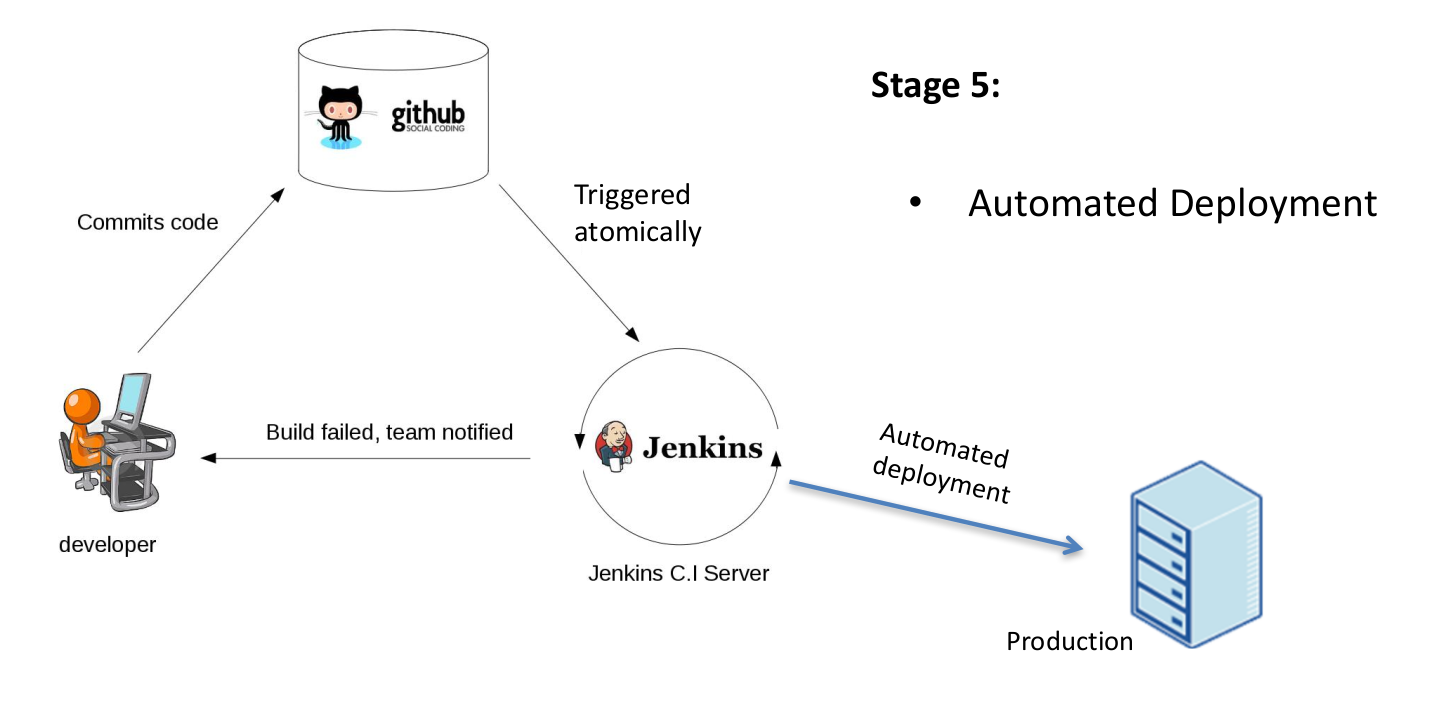 github
SOCIAL CODING
Stage 5:
Triggered
atomically
• Automated Deployment
Commits code
Jenkins
Build failed, team notified
Automated
deployment
developer
Jenkins C.I Server
Production